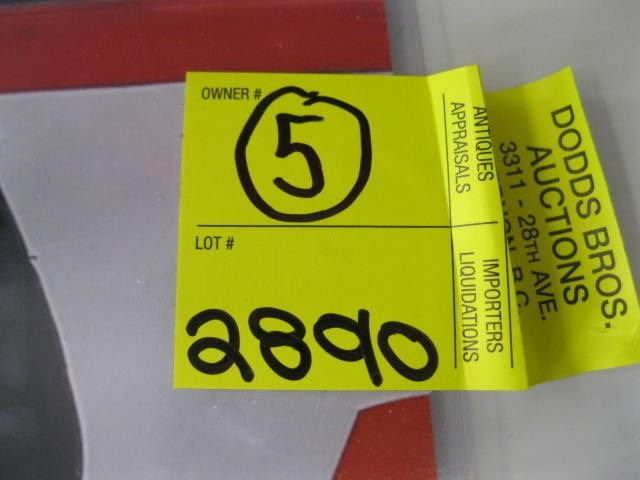 OWNER #
5
LOT #
2890
ANTIQUES
APPRAISALS
IMPORTERS
LIQUIDATIONS
DODDS BROS.
AUCTIONS
3311 - 28TH AVE.
B.C.